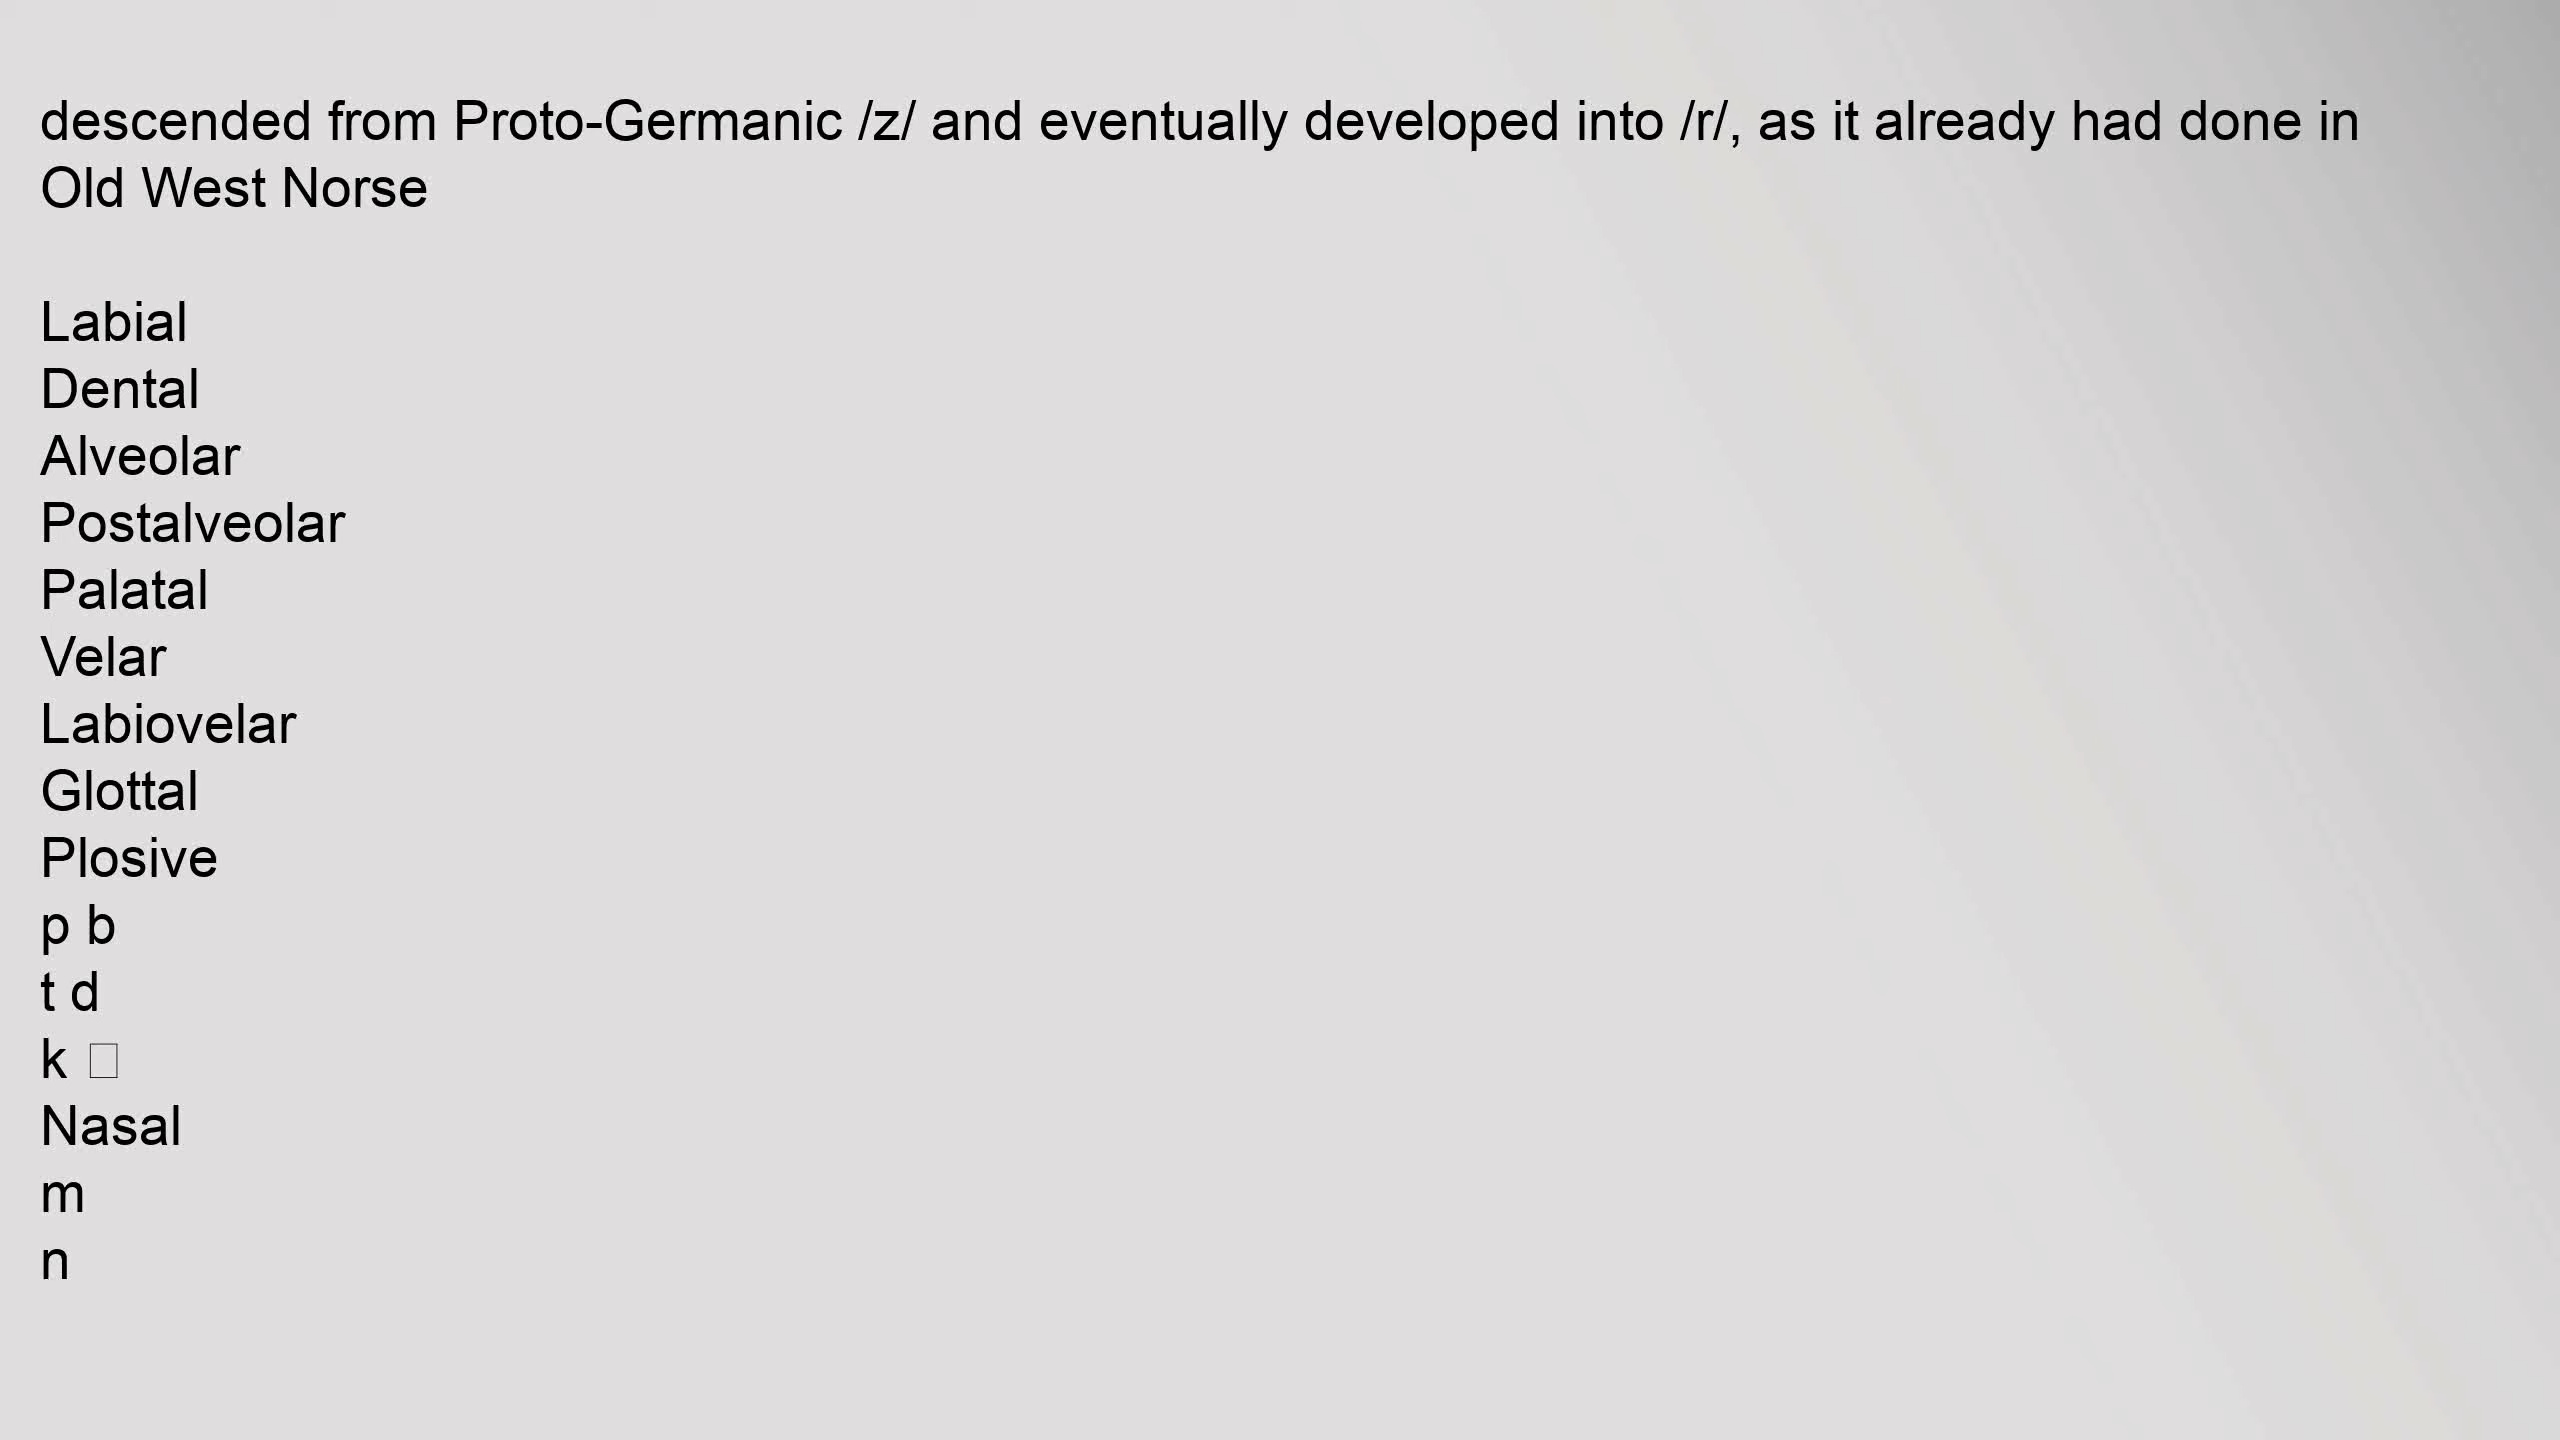 descended from Proto-Germanic /z/ and eventually developed into /r/, as it already had done in
Old West Norse
Labial
Dental
Alveolar
Postalveolar
Palatal
Velar
Labiovelar
Glottal
Plosive
p b
t d
k □
Nasal
m
n